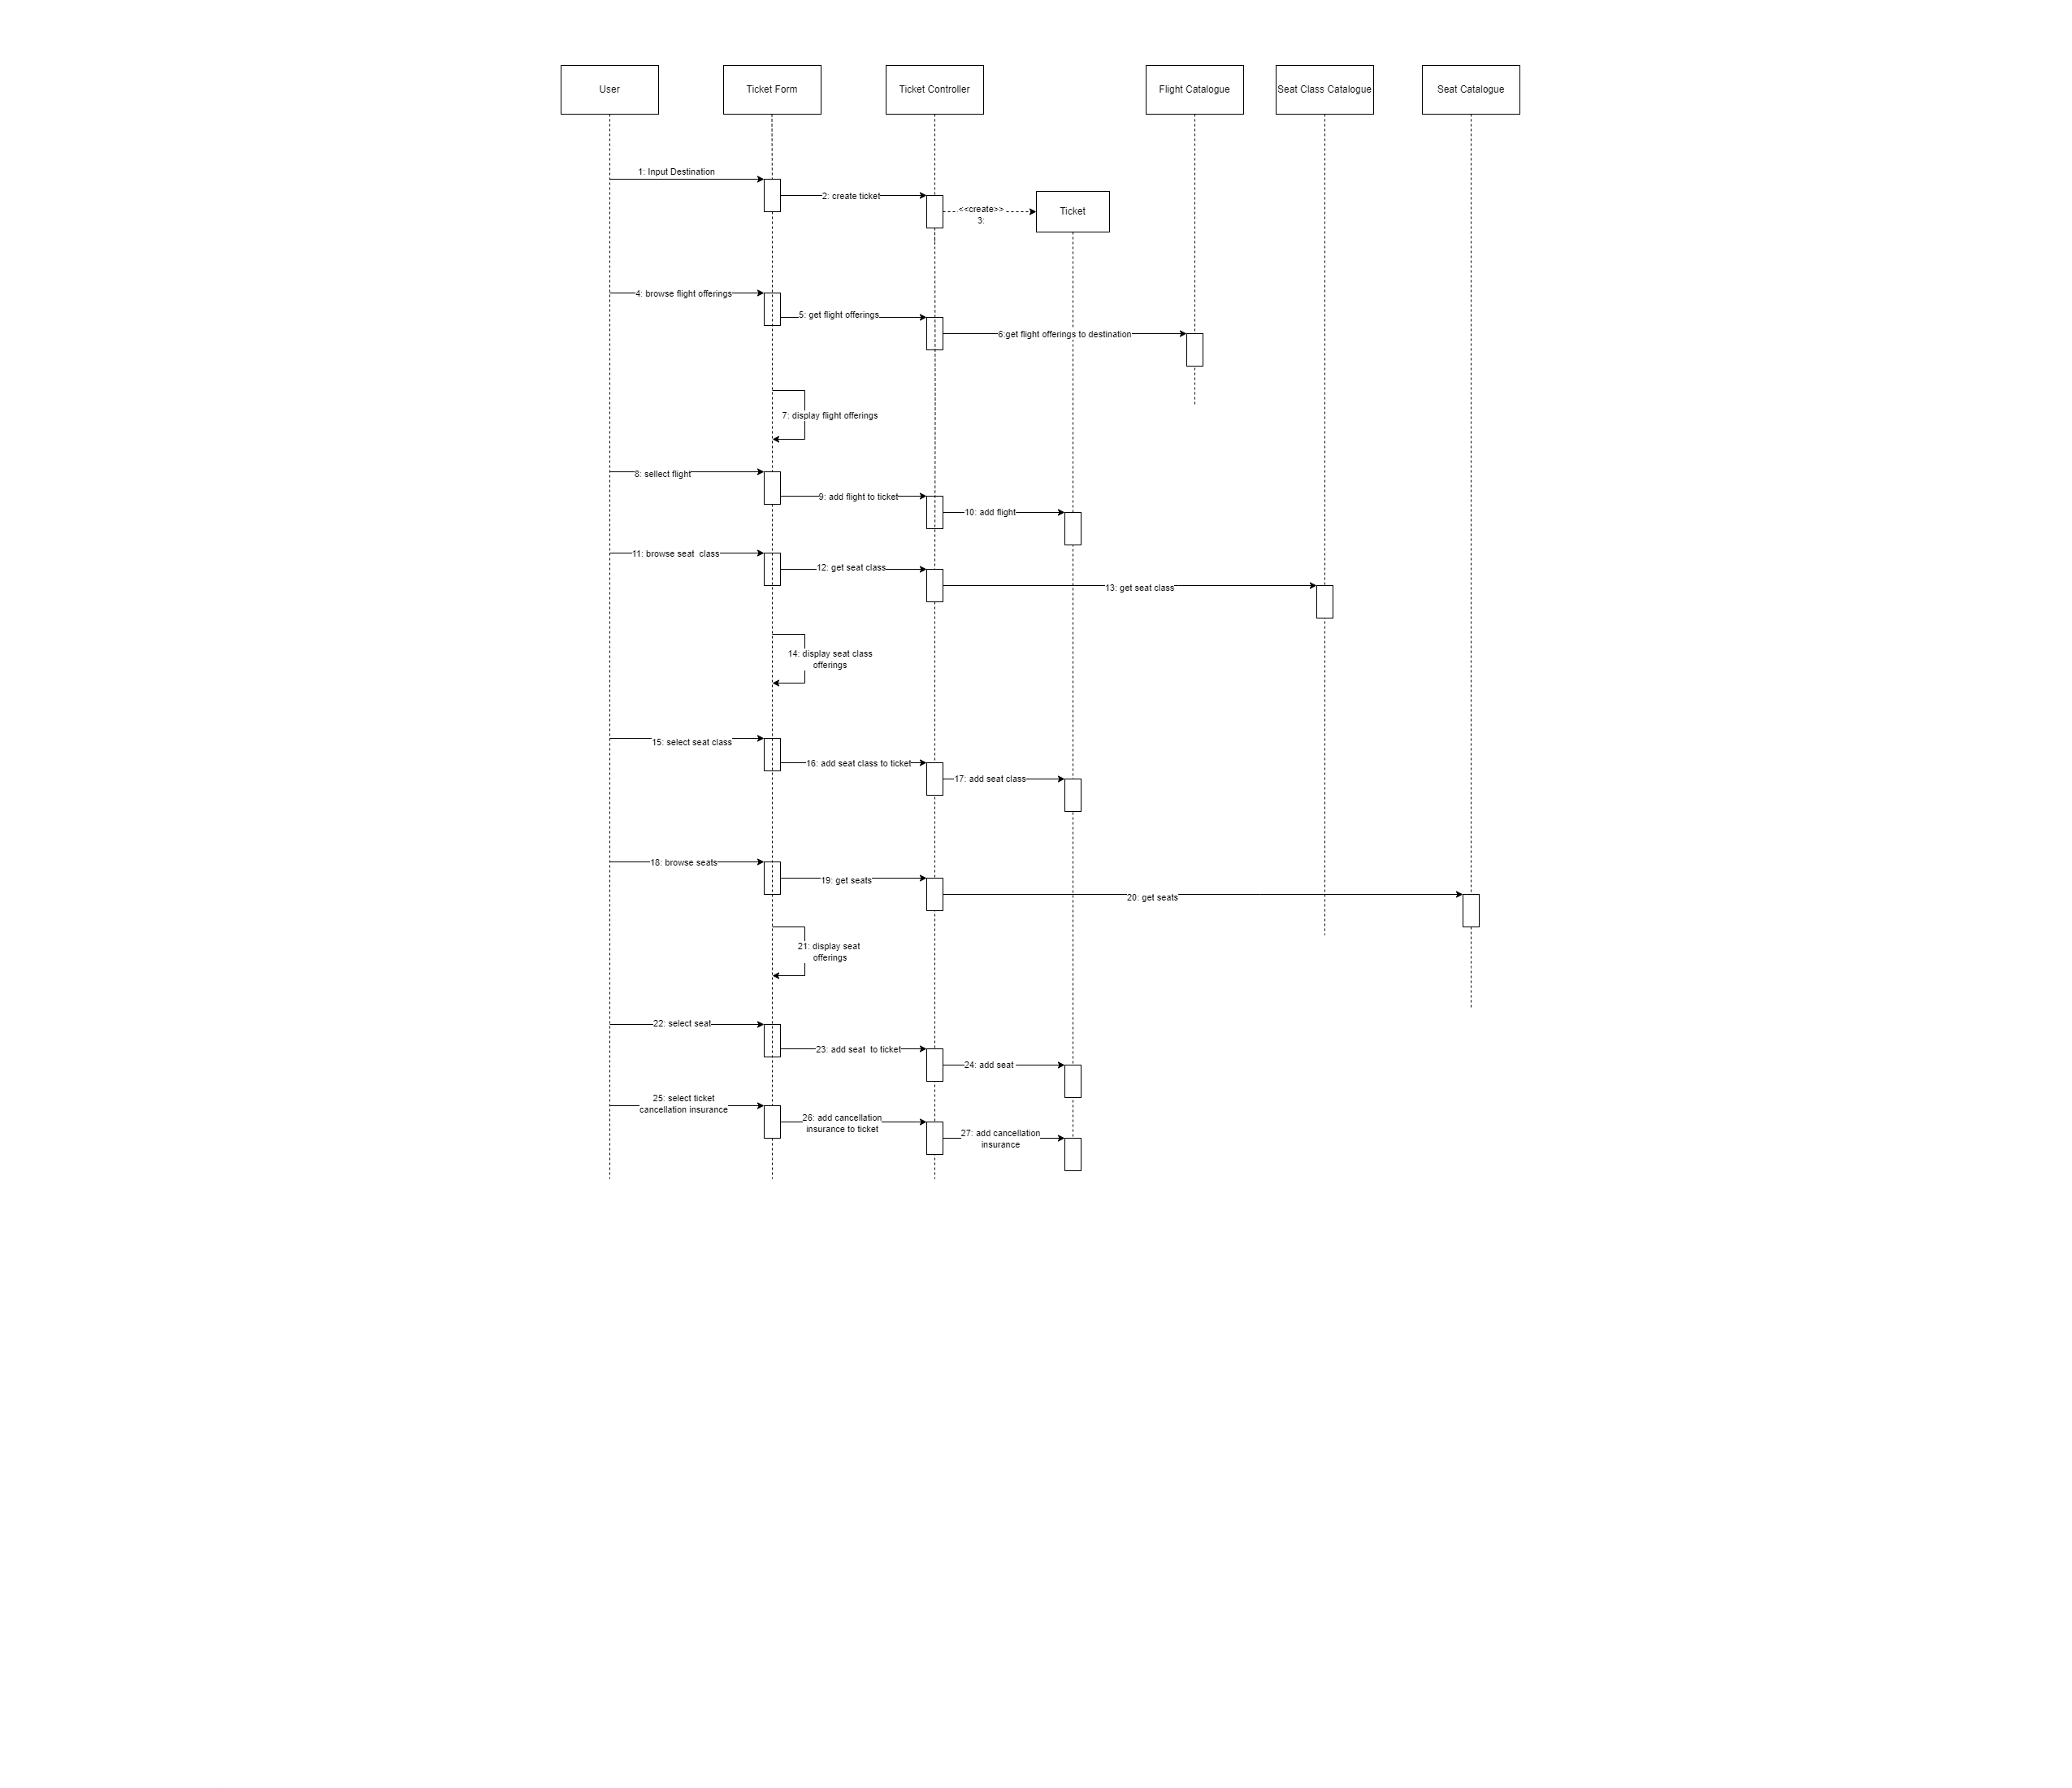 User
Ticket Form
Ticket Controller
Flight Catalogue
Seat Class Catalogue
Seat Catalogue
1: Input Destination
2: create ticket
<<create>>
3:
Ticket
4: browse flight offerings
5: get flight offerings
6:get flight offerings to destination
7: display flight offerings
8: sellect flight
9: add flight to ticket
10: add flight
11: browse seat  class
12: get seat class
13: get seat class
14: display seat class
offerings
15: select seat class
16: add seat class to ticket
17: add seat class
18: browse seats
19: get seats
20: get seats
21: display seat
offerings
22: select seat
23: add seat  to ticket
24: add seat
25: select ticket
cancellation insurance
26: add cancellation
insurance to ticket
27: add cancellation
insurance